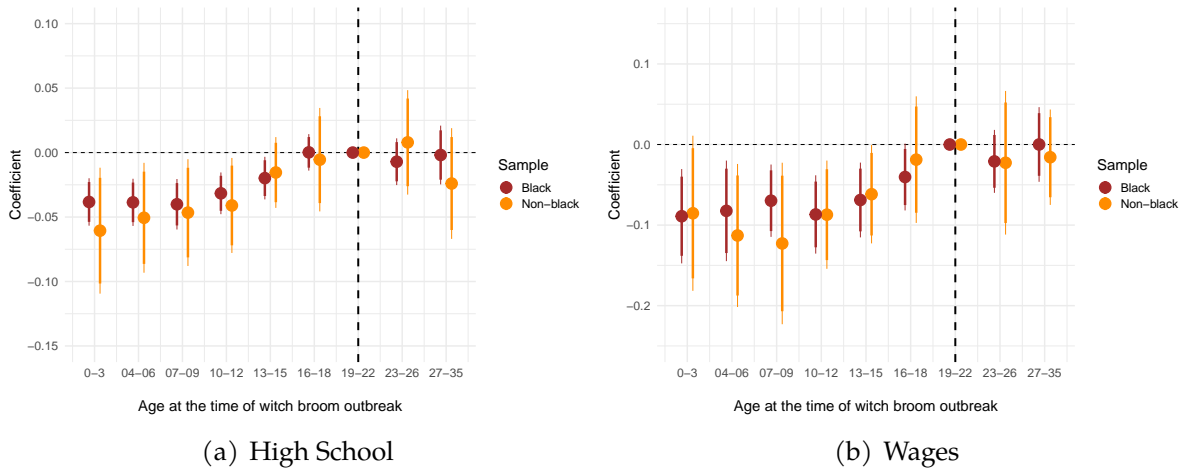 0.10
0.05
0.00
−0.05
−0.10
−0.15
Coefficient
0−3 04−06 07−09 10−12 13−15 16−18 19−22 23−26 27−35
Age at the time of witch broom outbreak
Sample
Black
Non−black
(a) High School
0.1
0.0
−0.1
−0.2
Coefficient
0−3 04−06 07−09 10−12 13−15 16−18 19−22 23−26 27−35
Age at the time of witch broom outbreak
Sample
Black
Non−black
(b) Wages